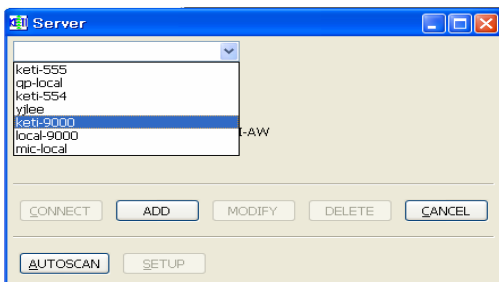 Server
keti-555
qp-local
keti-554
yjlee
keti-9000
local-9000
mic-local
I-AW
CONNECT ADD MODIFY DELETE CANCEL
AUTOSCAN SETUP